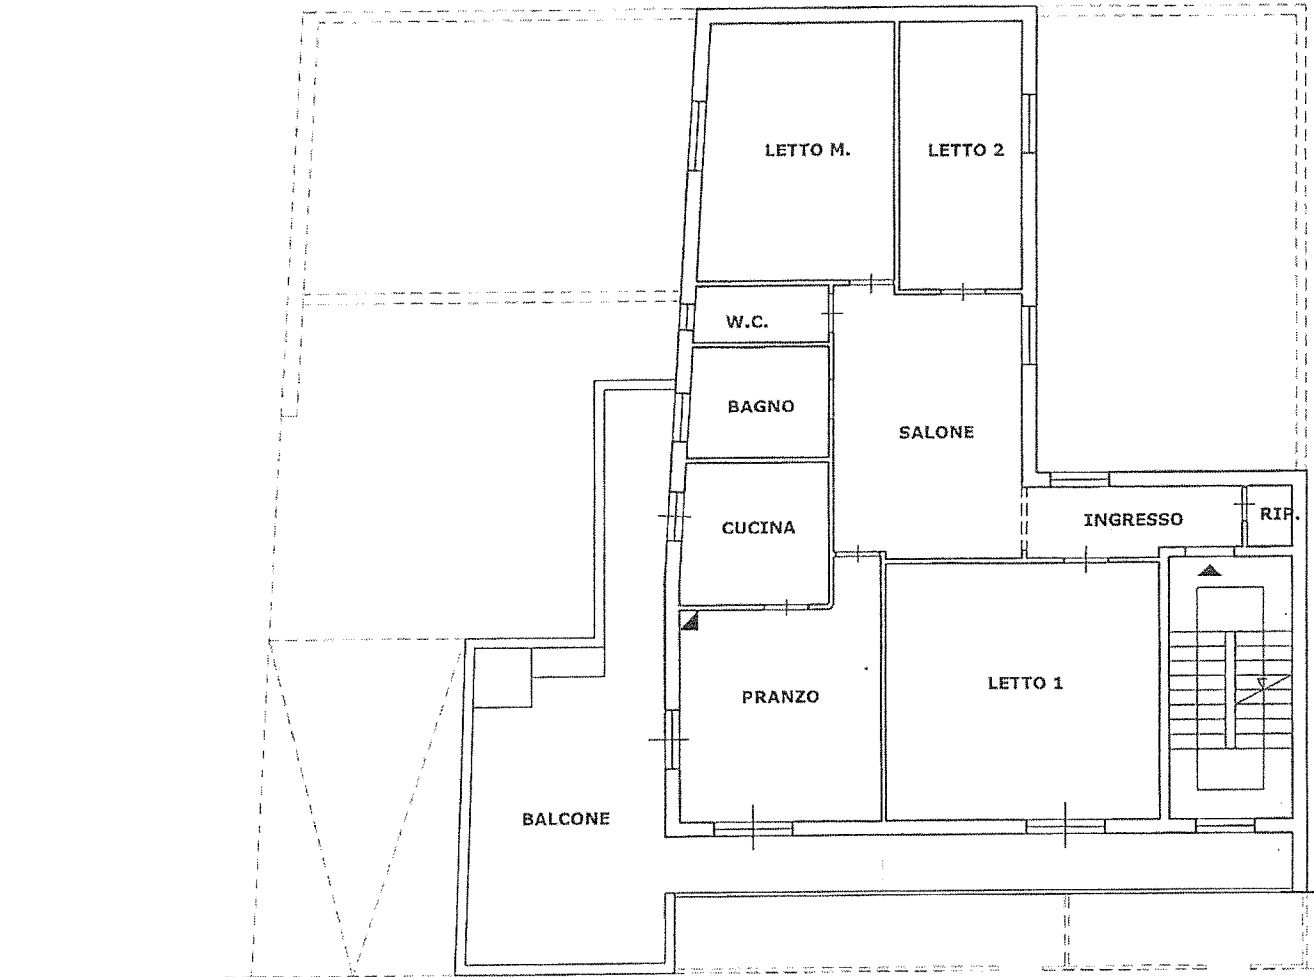 LETTO M.
LETTO 2
W.C.
BAGNO
SALONE
CUCINA
INGRESSO
RIP.
PRANZO
LETTO 1
BALCONE